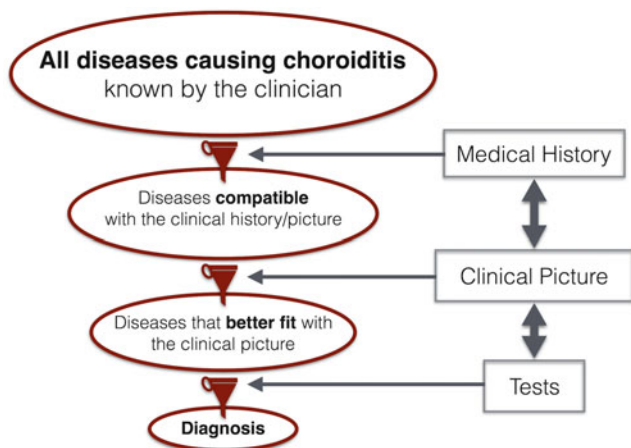 All diseases causing choroiditis
known by the clinician
Medical History
Diseases compatible
with the clinical history/picture
Clinical Picture
Diseases that better fit with
the clinical picture
Tests
Diagnosis